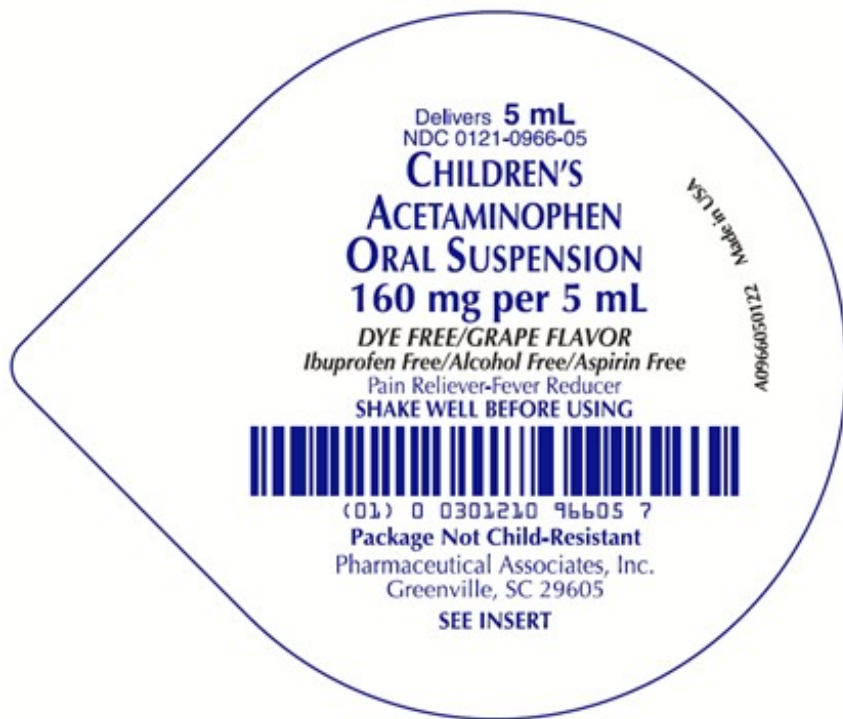 Delivers 5 mL
NDC 0121-0966-05
CHILDREN'S
ACETAMINOPHEN
ORAL SUSPENSION
160 mg per 5 mL
DYE FREE/GRAPE FLAVOR
Ibuprofen Free/Alcohol Free/Aspirin Free
Pain Reliever-Fever Reducer
SHAKE WELL BEFORE USING
(01) 0 0301210 96605 7
Package Not Child-Resistant
Pharmaceutical Associates, Inc.
Greenville, SC 29605
SEE INSERT
A0966050122 Made in USA